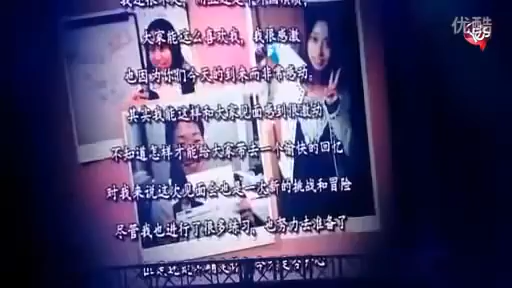 优酷
大家能这么喜欢我，我很感激
也因为你们今天的到来而非常感动。
其实我能这样和大家见面感到很激动
不知道怎样才能给大家带去一个愉快的回忆
对我来说这次见面会也是一次新的挑战和冒险
尽管我也进行了很多练习，也努力去准备了